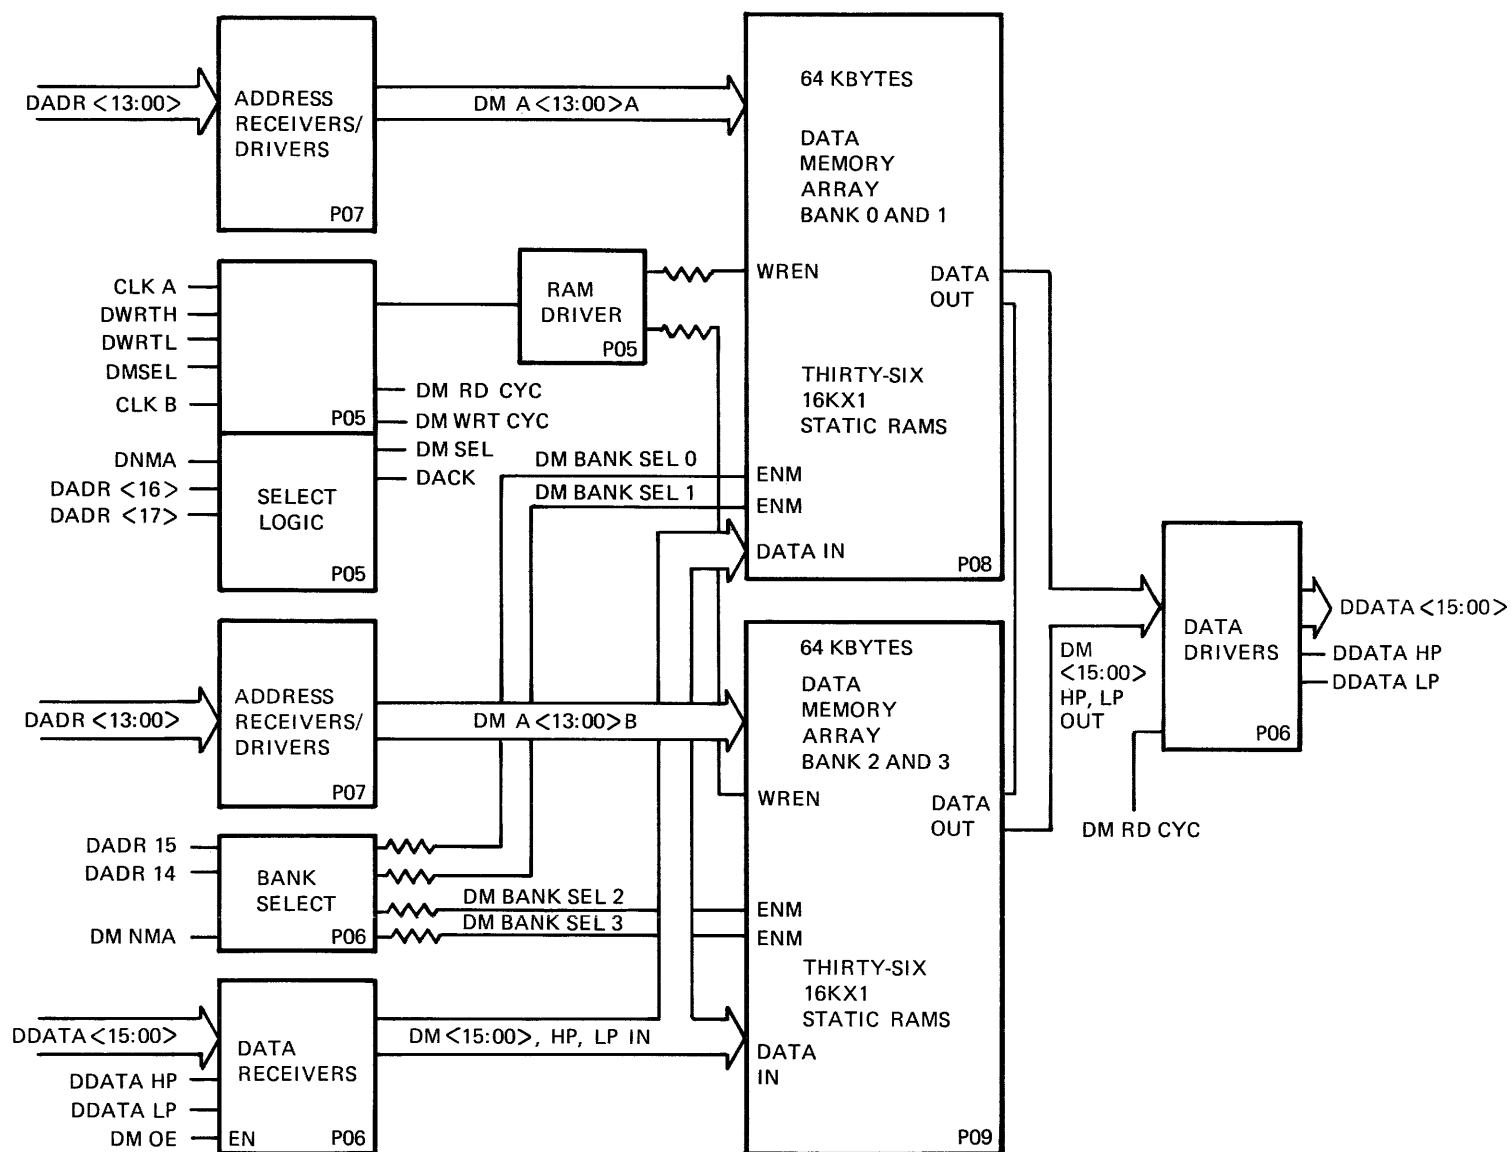 DADR <13:00>
ADDRESS
RECEIVERS/
DRIVERS
P07
DM A<13:00>A
64 KBYTES
DATA
MEMORY
ARRAY
BANK 0 AND 1
WREN
DATA
OUT
THIRTY-SIX
16KX1
STATIC RAMS
ENM
ENM
DATA IN
P08
CLK A
DWRTH
DWRTL
DMSEL
CLK B
P05
RAM
DRIVER
P05
DM RD CYC
DM WRT CYC
DM SEL
DACK
DNMA
DADR <16>
DADR <17>
SELECT
LOGIC
P05
DM BANK SEL 0
DM BANK SEL 1
DADR <13:00>
ADDRESS
RECEIVERS/
DRIVERS
P07
DM A<13:00>B
64 KBYTES
DATA
MEMORY
ARRAY
BANK 2 AND 3
WREN
DATA
OUT
ENM
ENM
THIRTY-SIX
16KX1
STATIC RAMS
DATA
IN
P09
DADR 15
DADR 14
DM NMA
BANK
SELECT
P06
DM BANK SEL 2
DM BANK SEL 3
DDATA<15:00>
DDATA HP
DDATA LP
DM OE
DATA
RECEIVERS
EN
P06
DM<15:00>, HP, LP IN
DM
<15:00>
HP, LP
OUT
DM RD CYC
DATA
DRIVERS
P06
DDATA<15:00>
DDATA HP
DDATA LP